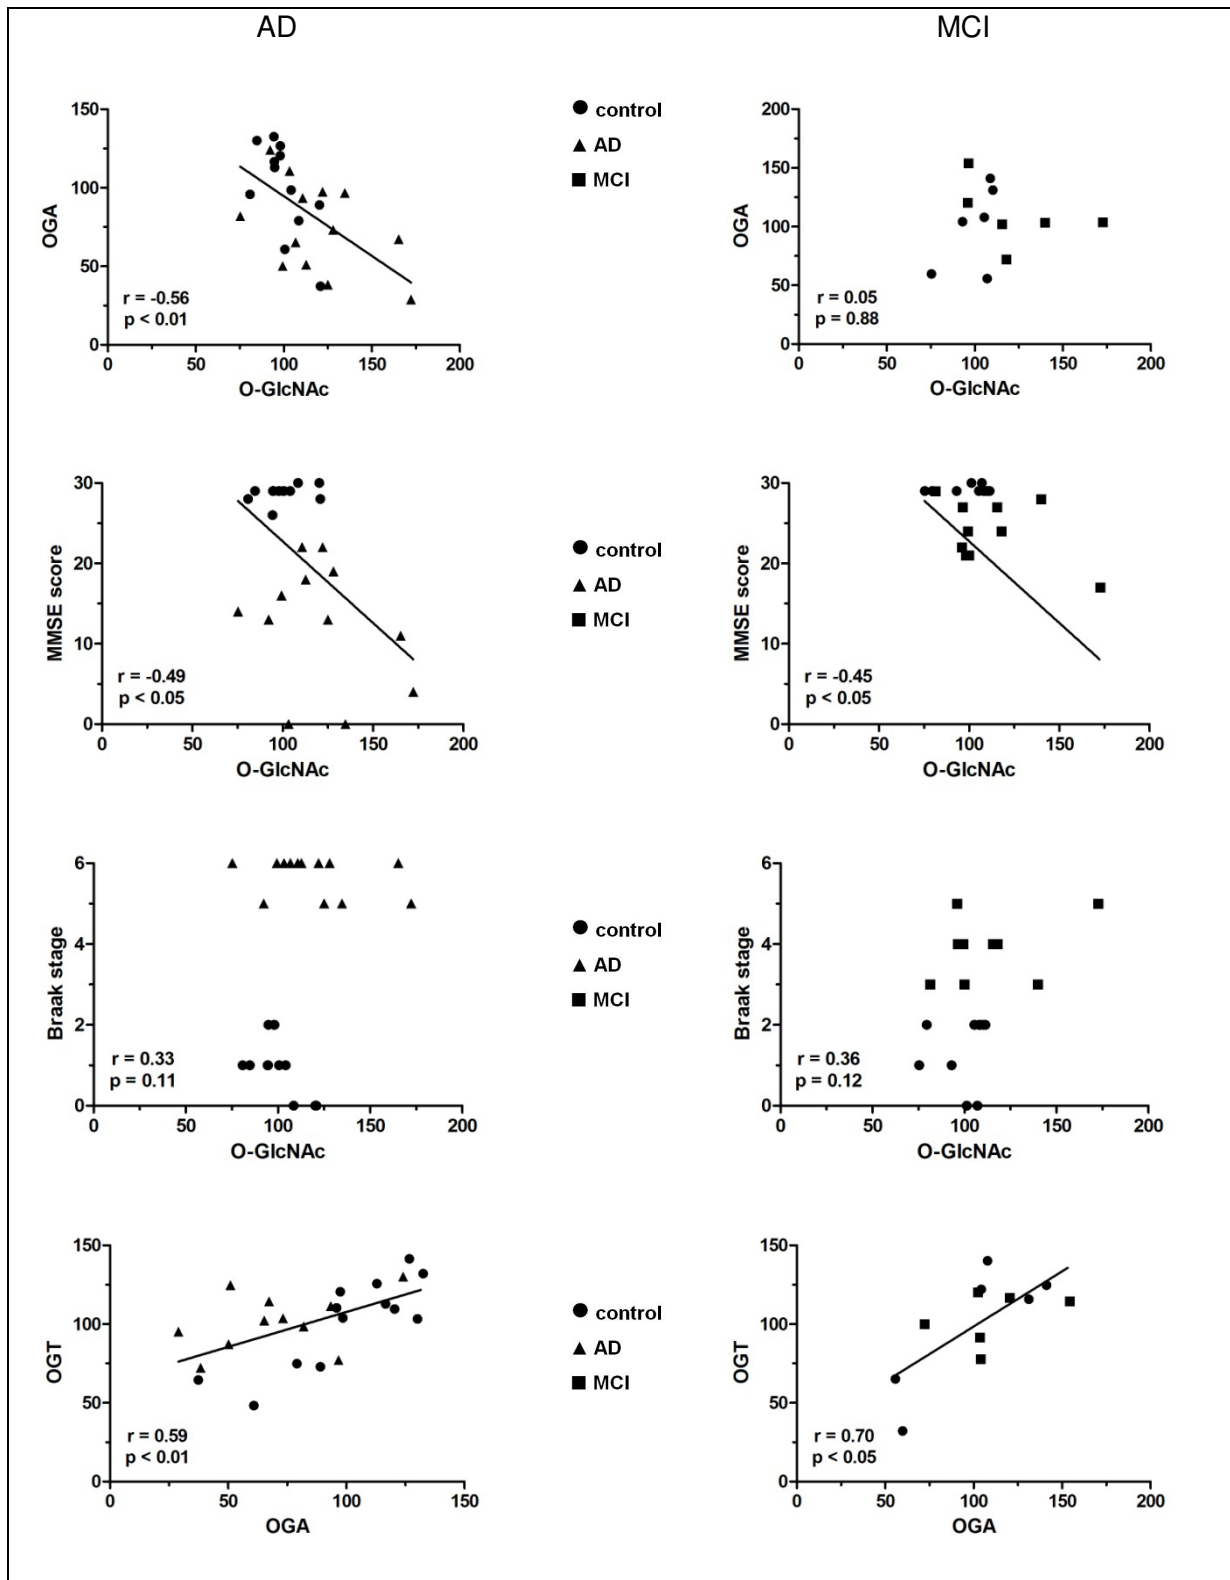 AD
MCI
150
100
50
0
OGA
r = -0.56
p < 0.01
0
50
100
150
200
O-GlcNAc
control
AD
MCI
200
150
100
50
0
OGA
r = 0.05
p = 0.88
0
50
100
150
200
O-GlcNAc
30
20
10
0
MMSE score
r = -0.49
p < 0.05
0
50
100
150
200
O-GlcNAc
control
AD
MCI
30
20
10
0
MMSE score
r = -0.45
p < 0.05
0
50
100
150
200
O-GlcNAc
6
4
2
0
Braak stage
r = 0.33
p = 0.11
0
50
100
150
200
O-GlcNAc
control
AD
MCI
6
4
2
0
Braak stage
r = 0.36
p = 0.12
0
50
100
150
200
O-GlcNAc
150
100
50
0
OGT
r = 0.59
p < 0.01
0
50
100
150
OGA
control
AD
MCI
150
100
50
0
OGT
r = 0.70
p < 0.05
0
50
100
150
200
OGA